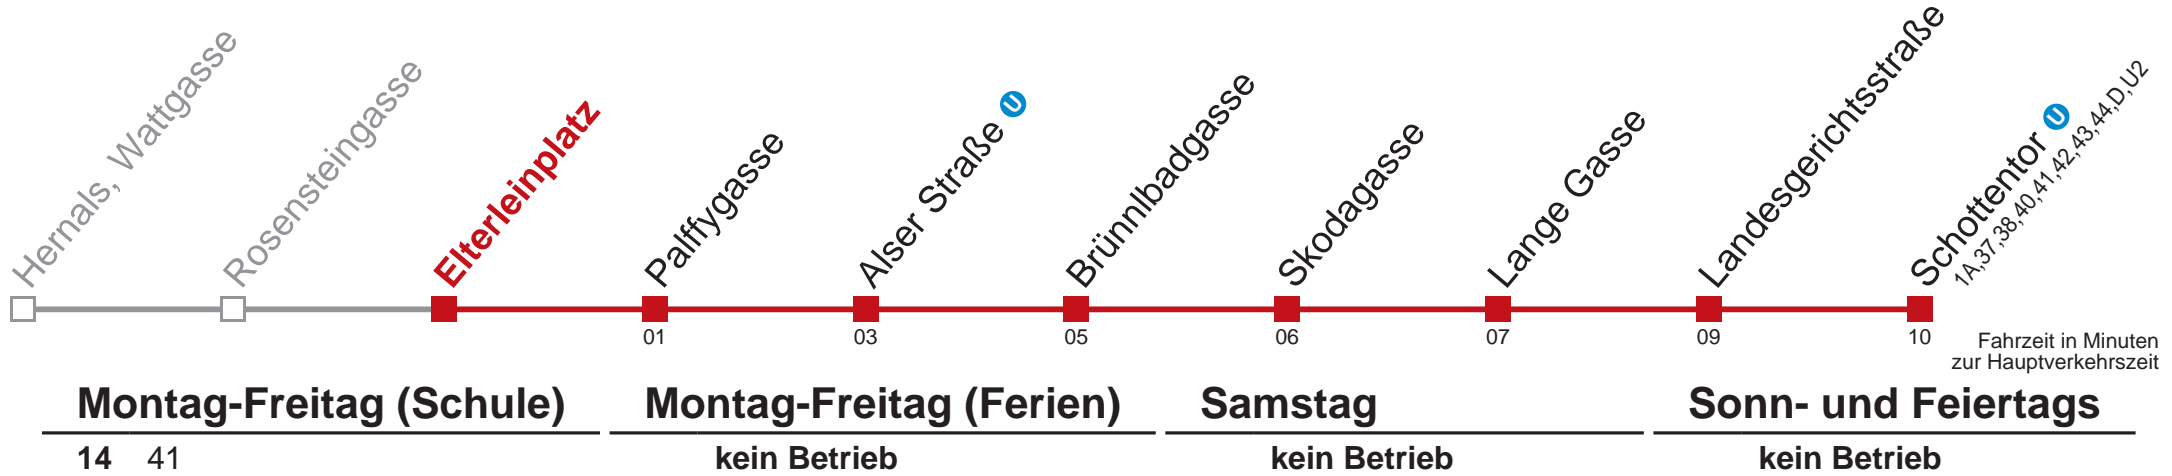 Hernals, Wattgasse
Rosensteingasse
Elterleinplatz
Palffygasse
Alser Straße U
Brünnlbadgasse
Skodagasse
Lange Gasse
Landesgerichtsstraße
Schottentor U
1A,37,38,40,41,42,43,44,D,U2
01 03 05 06 07 09 10
Fahrzeit in Minuten
zur Hauptverkehrszeit
Montag-Freitag (Schule)
14 41
Montag-Freitag (Ferien)
kein Betrieb
Samstag
kein Betrieb
Sonn- und Feiertags
kein Betrieb